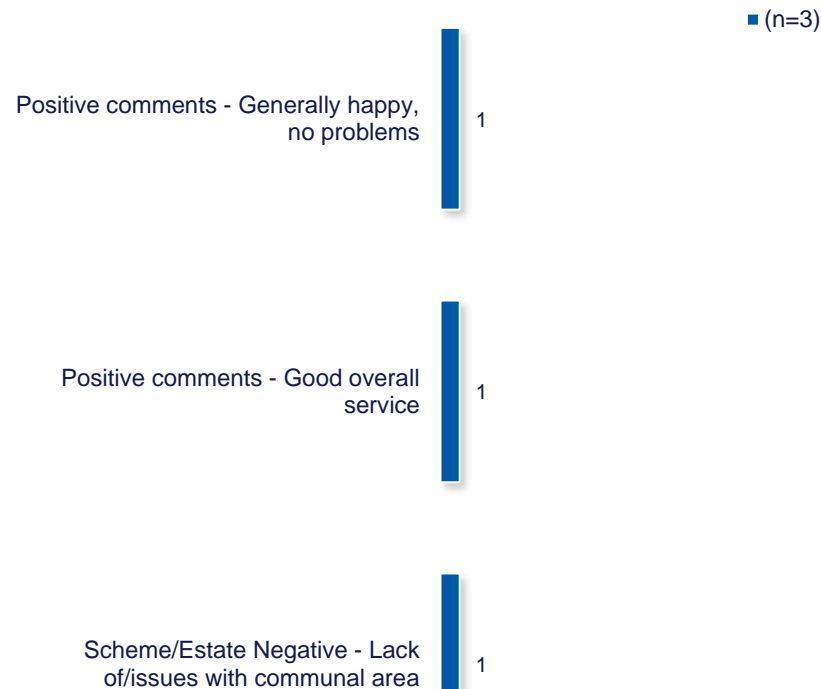 (n=3)
Positive comments - Generally happy,
no problems
1
Positive comments - Good overall
service
1
Scheme/Estate Negative - Lack
of/issues with communal area
1